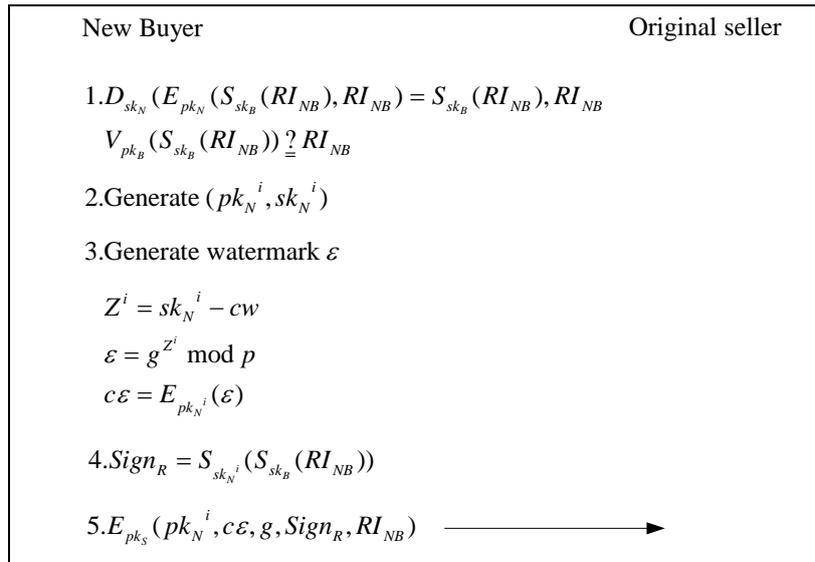 New Buyer Original seller
1.D_{sk_N}(E_{pk_N}(S_{sk_B}(RI_{NB}),RI_{NB}) = S_{sk_B}(RI_{NB}),RI_{NB}
V_{pk_B}(S_{sk_B}(RI_{NB})) ≟ RI_{NB}
2.Generate (pk_N^i, sk_N^i)
3.Generate watermark ε
Z^i = sk_N^i − cw
ε = g^{Z^i} mod p
cε = E_{pk_N^i}(ε)
4.Sign_R = S_{sk_N^i}(S_{sk_B}(RI_{NB}))
5.E_{pk_S}(pk_N^i, cε, g, Sign_R, RI_{NB})